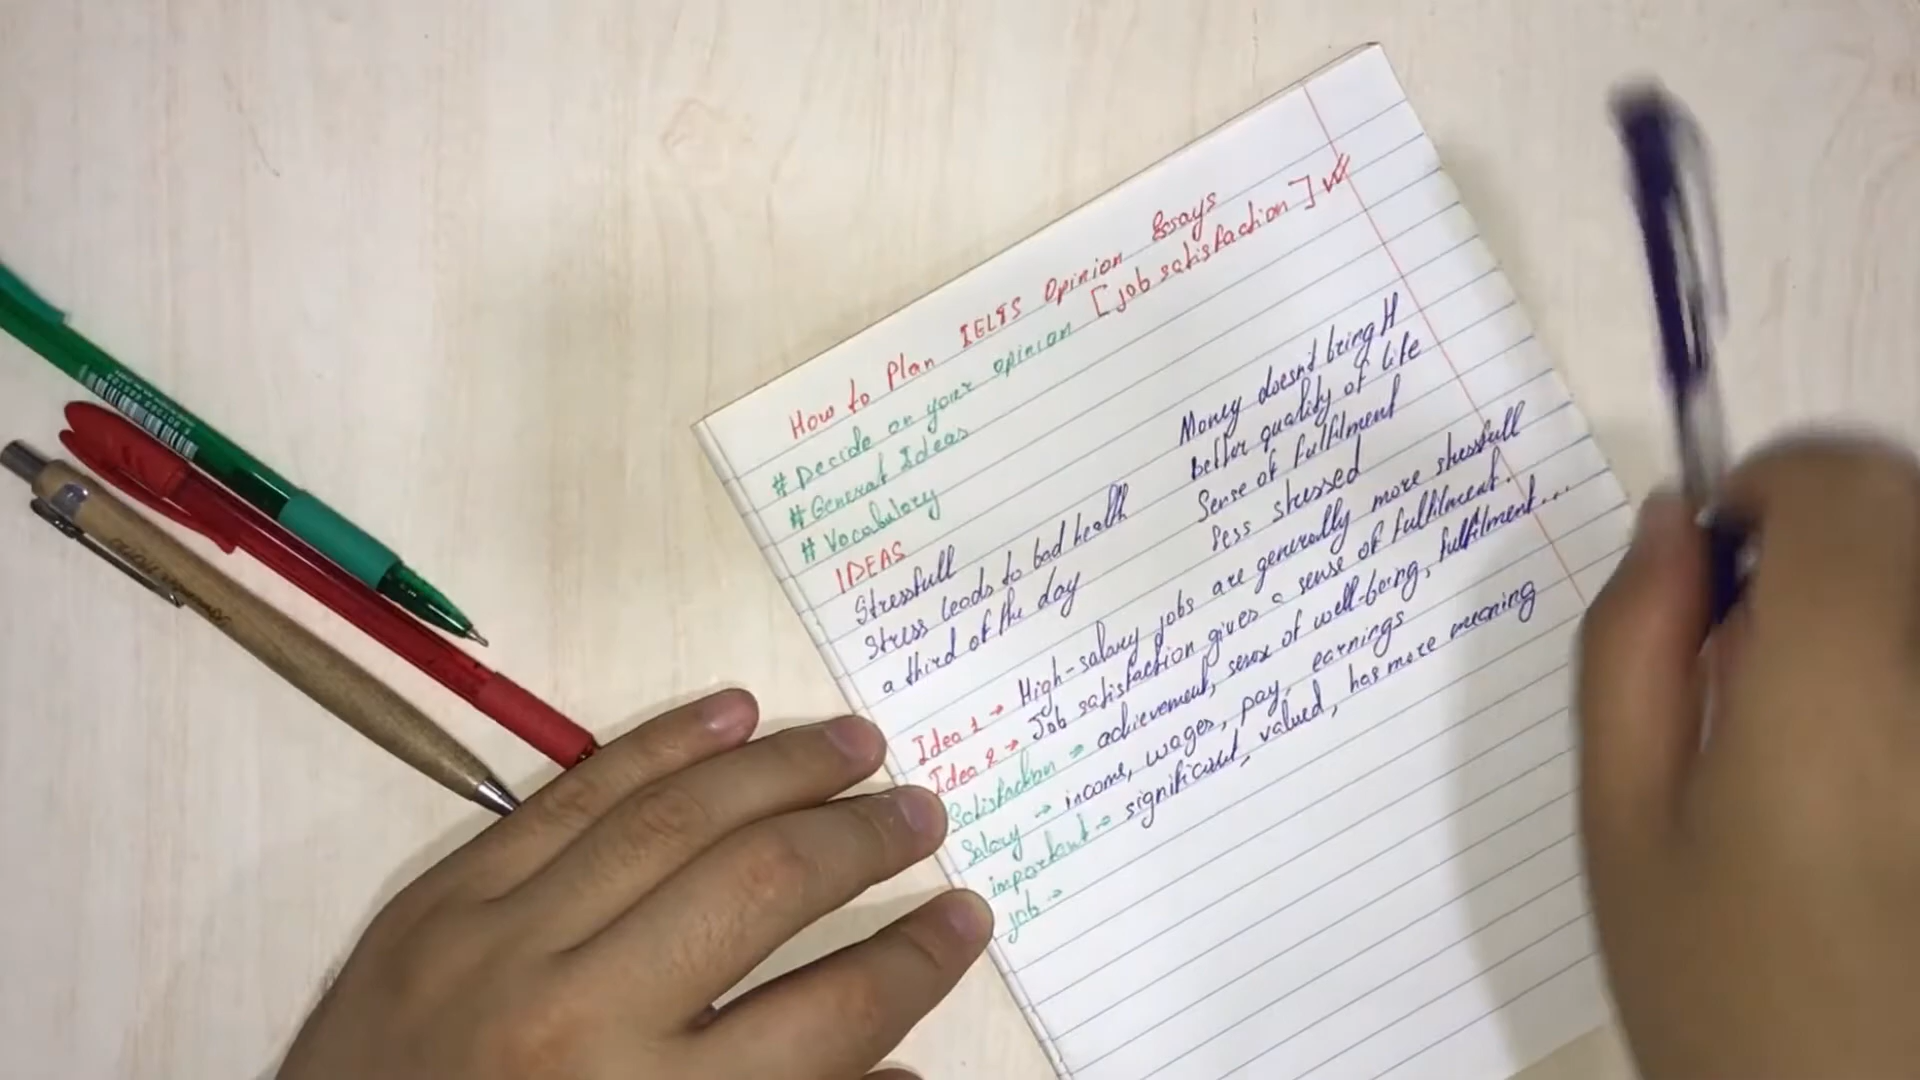 How to Plan IELTS Opinion Essays
# Decide on your opinion [job satisfaction]
# Generat Ideas
# Vocabulary
IDEAS
Stressfull
Stress leads to bad health
a third of the day
Money doesn't bring H
better quality of life
Sense of fulfilment
less stressed
Idea 1 → High-salary jobs are generally more stressfull
Idea 2 → Job satisfaction gives a sense of fulfilment.
Satisfaction → achievement, sense of well-being, fulfilment...
Salary → income, wages, pay, earnings
important → significant, valued, has more meaning
job →